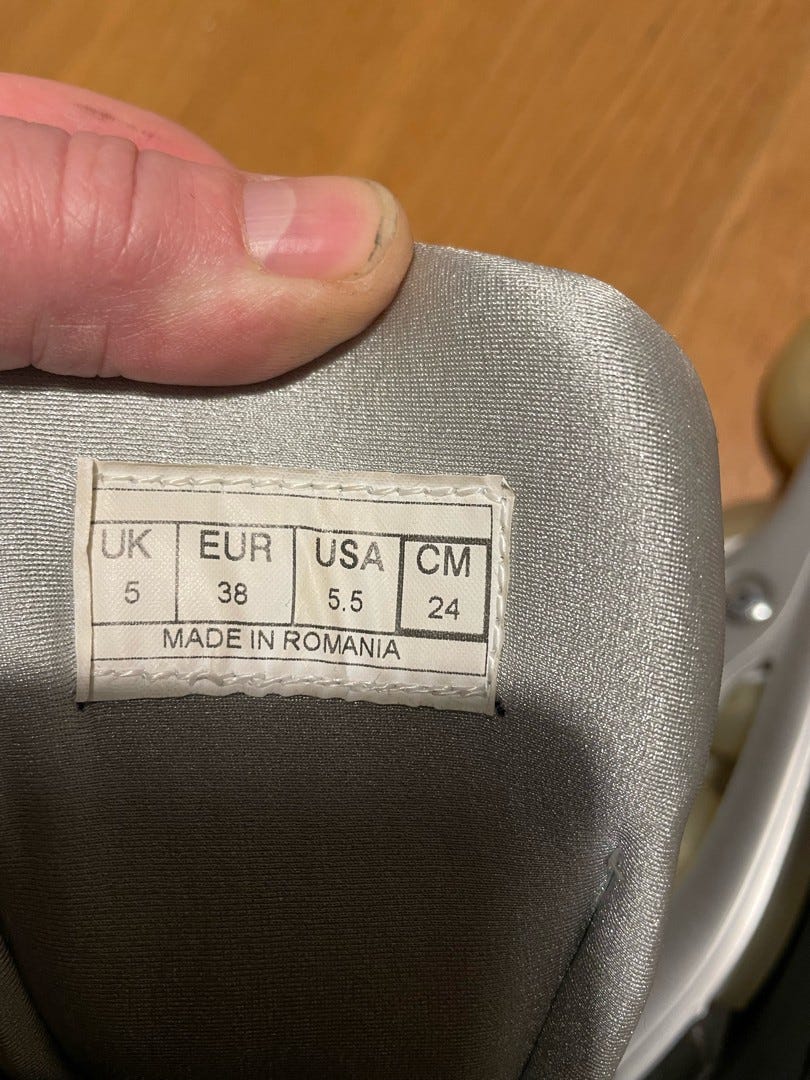 UK EUR USA CM
5 38 5.5 24
MADE IN ROMANIA